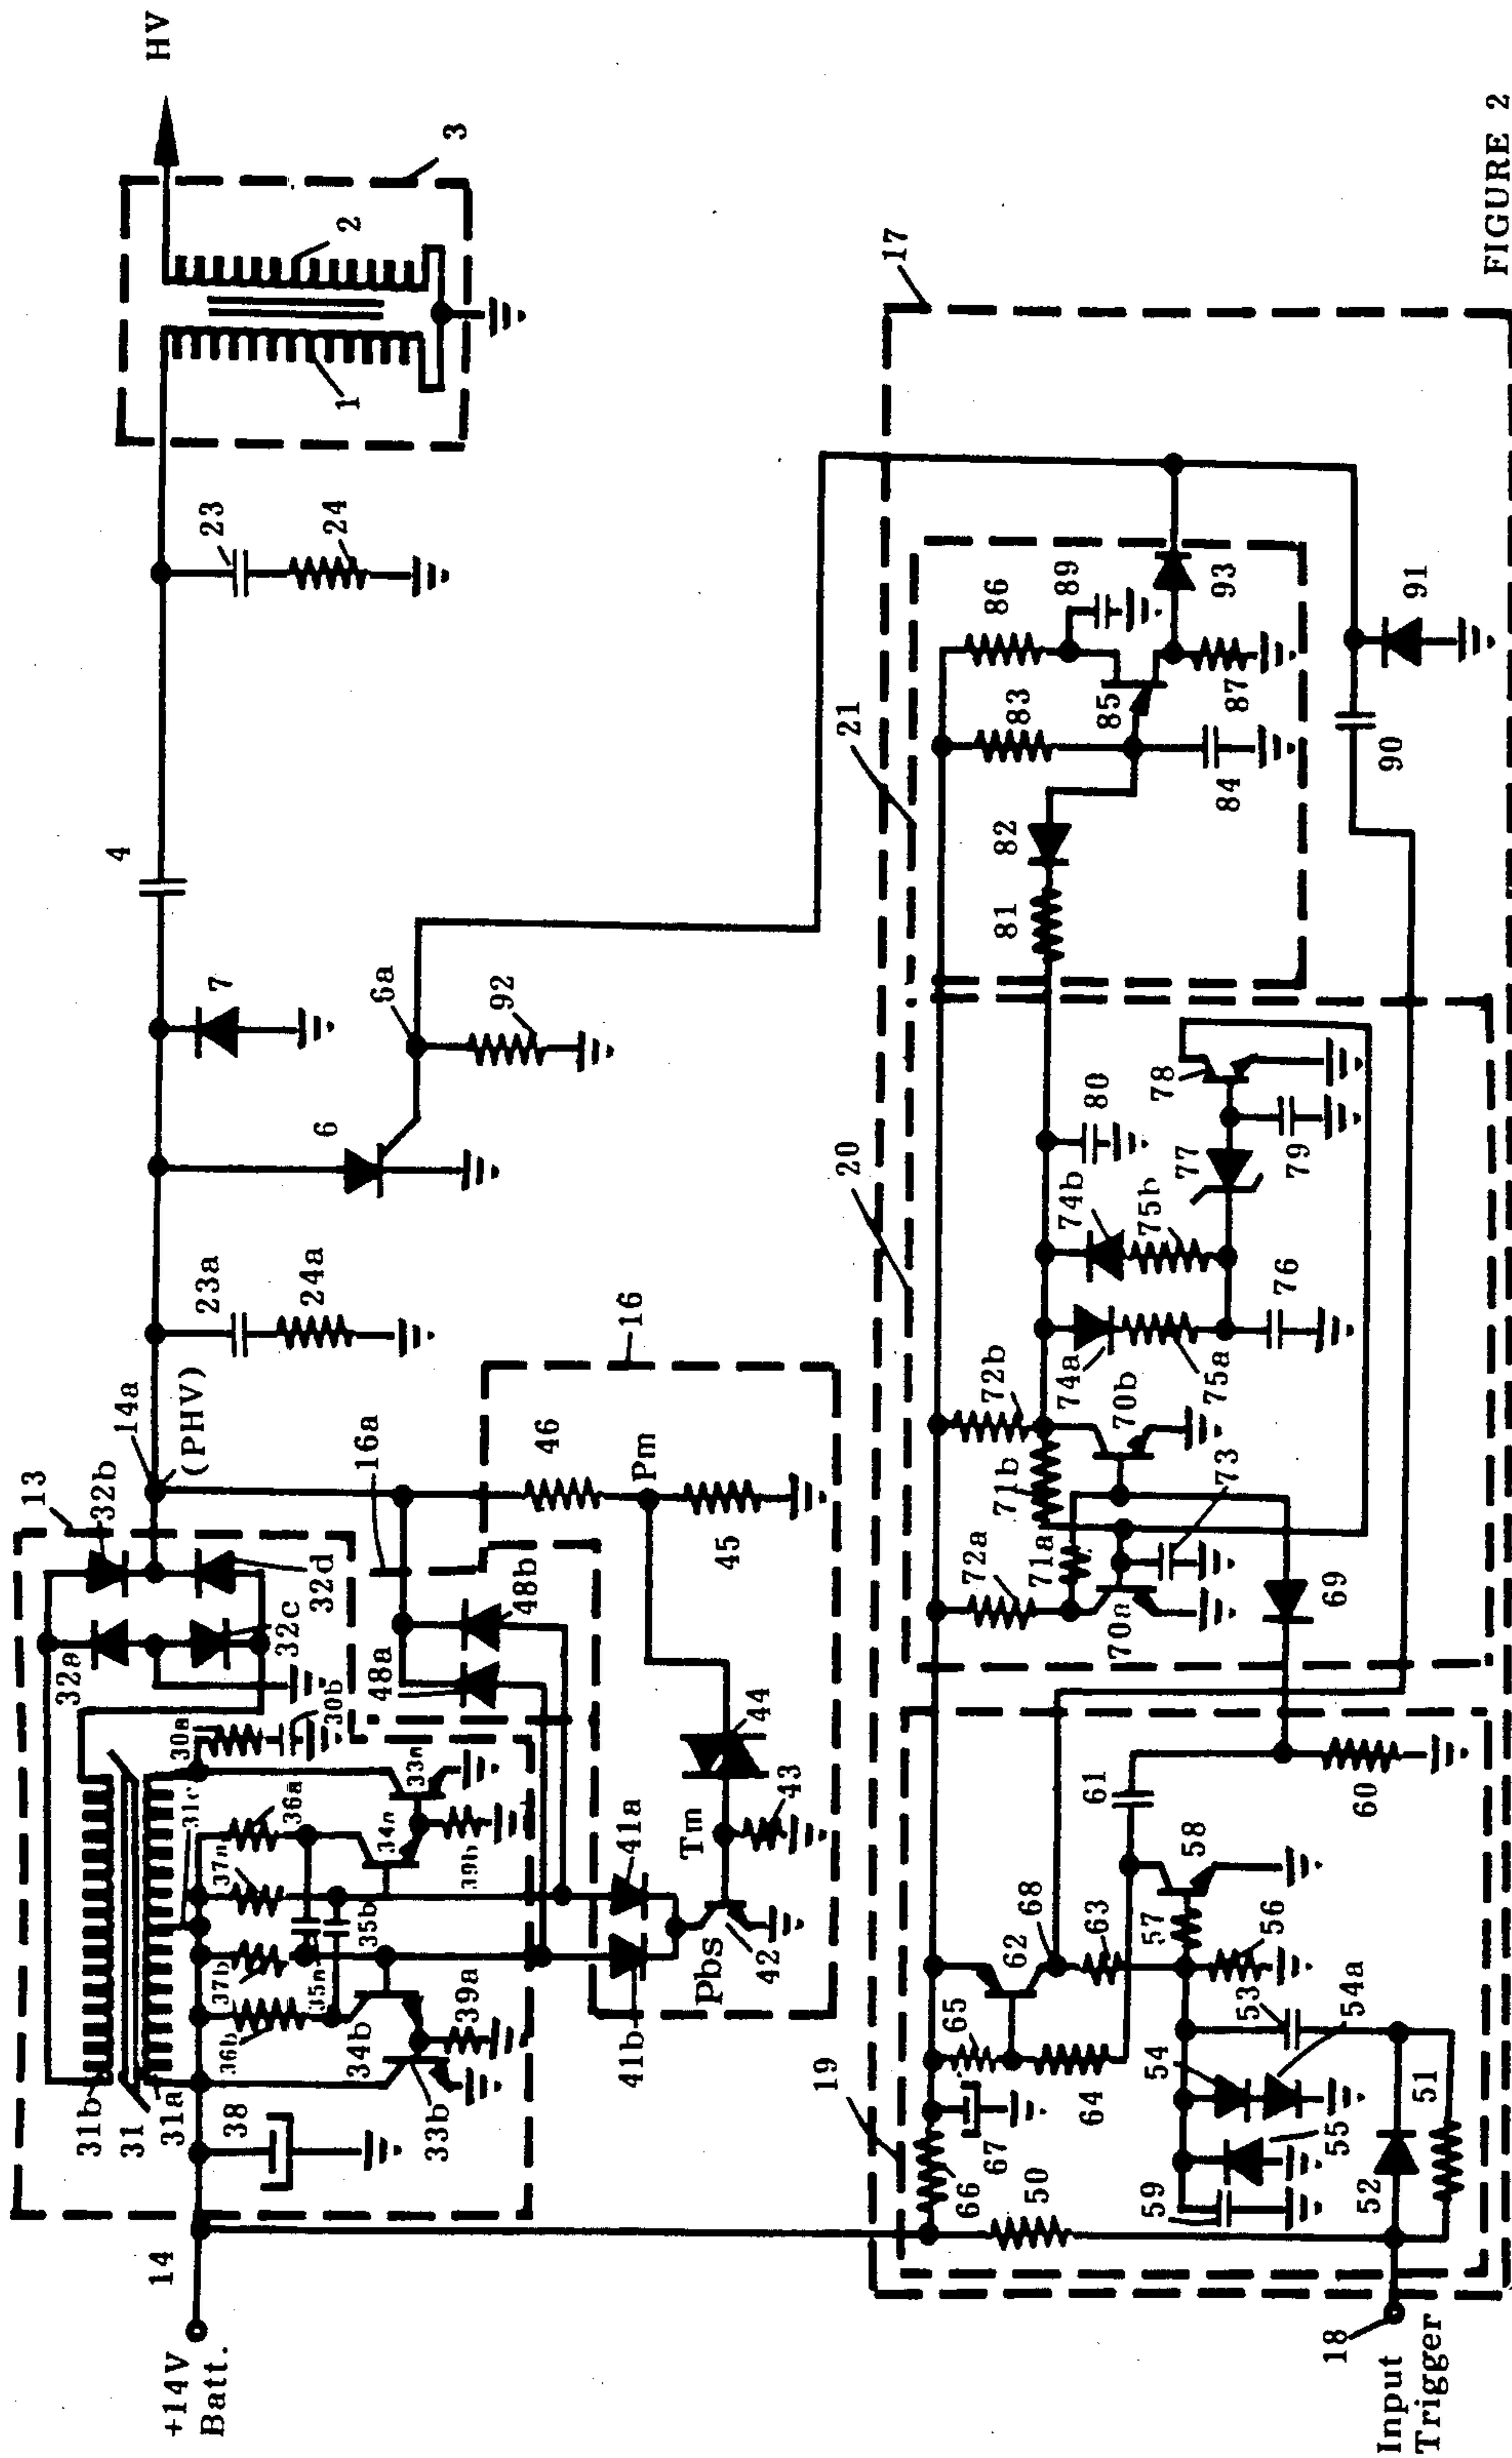 +14V
Batt.
14
13
32b
14a
(PHV)
31b
31
31a
38
32a
32c
32d
30a
30b
31c
36a
37n
37b
36b
35n
35b
34n
33n
34b
33b
39a
39b
48a
48b
16a
16
41a
41b
Pbs
42
Tm
43
44
46
Pm
45
23a
24a
6
7
6a
92
4
23
24
1
2
3
HV
17
19
20
21
66
67
65
62
68
63
64
50
61
58
57
56
53
54
54a
55
59
52
51
60
18
Input
Trigger
72a
72b
71a
71b
70a
70b
73
69
74a
74b
75a
75b
76
77
78
79
80
81
82
83
84
85
86
87
89
93
90
91
FIGURE 2